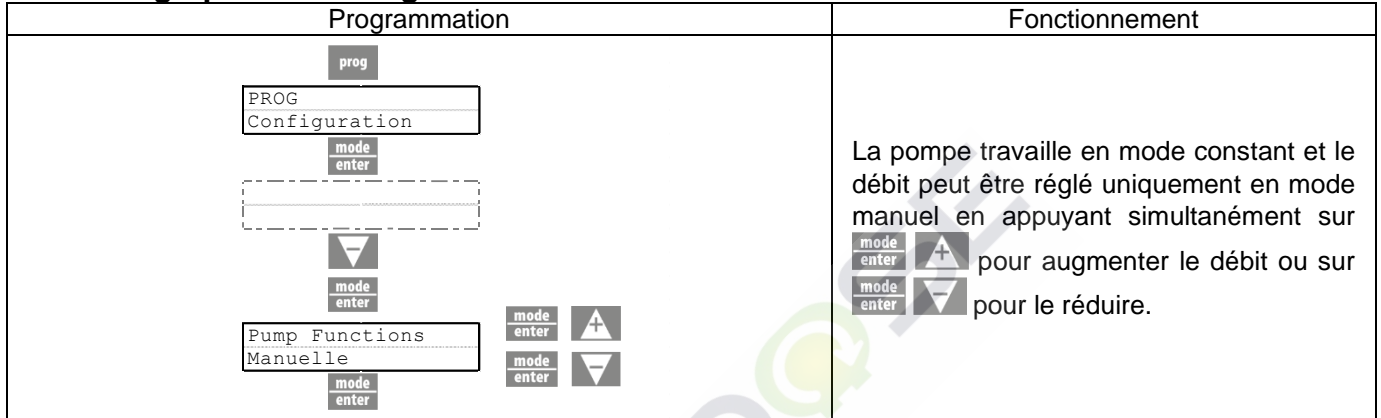 Programmation
Fonctionnement
prog
PROG
Configuration
mode
enter
−
mode
enter
Pump Functions
Manuelle
mode
enter
+
mode
enter
−
mode
enter
La pompe travaille en mode constant et le
débit peut être réglé uniquement en mode
manuel en appuyant simultanément sur
mode
enter + pour augmenter le débit ou sur
mode
enter − pour le réduire.